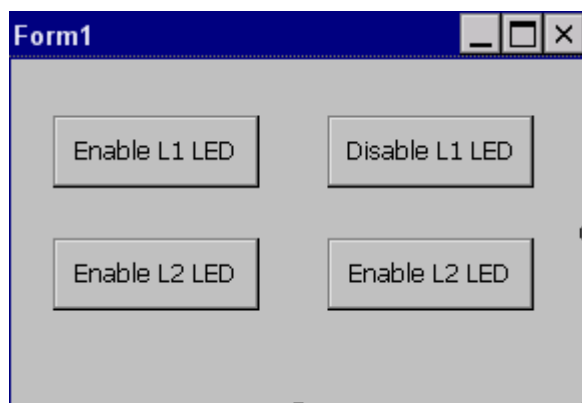 Form1
Enable L1 LED Disable L1 LED
Enable L2 LED Enable L2 LED